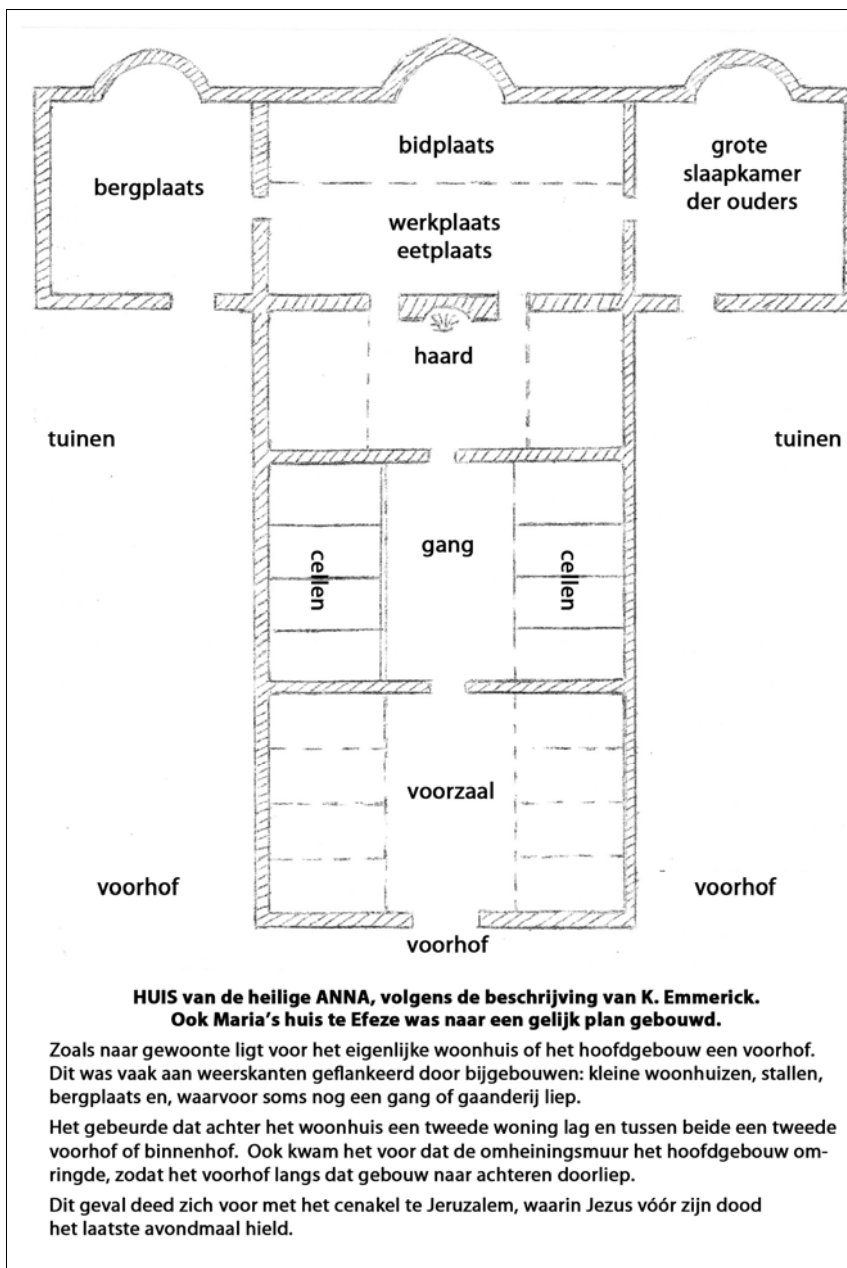 bidplaats
bergplaats
grote
slaapkamer
der ouders
werkplaats
eetplaats
haard
tuinen
tuinen
gang
cellen
cellen
voorzaal
voorhof
voorhof
voorhof
HUIS van de heilige ANNA, volgens de beschrijving van K. Emmerick.
Ook Maria's huis te Efeze was naar een gelijk plan gebouwd.
Zoals naar gewoonte ligt voor het eigenlijke woonhuis of het hoofdgebouw een voorhof.
Dit was vaak aan weerskanten geflankeerd door bijgebouwen: kleine woonhuizen, stallen,
bergplaats en, waarvoor soms nog een gang of gaanderij liep.
Het gebeurde dat achter het woonhuis een tweede woning lag en tussen beide een tweede
voorhof of binnenhof. Ook kwam het voor dat de omheiningsmuur het hoofdgebouw om-
ringde, zodat het voorhof langs dat gebouw naar achteren doorliep.
Dit geval deed zich voor met het cenakel te Jeruzalem, waarin Jezus vóór zijn dood
het laatste avondmaal hield.